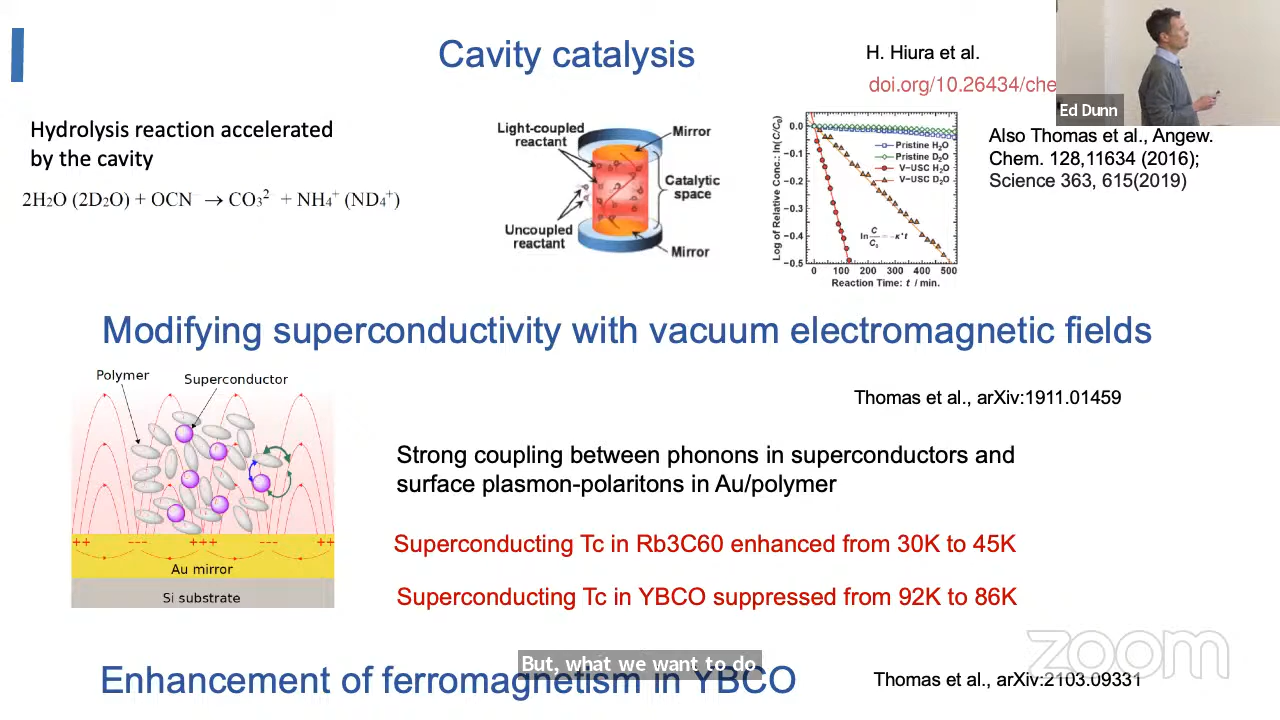 Cavity catalysis
H. Hiura et al.
doi.org/10.26434/che
Ed Dunn
Hydrolysis reaction accelerated
by the cavity
2H₂O (2D₂O) + OCN⁻ → CO₃² + NH₄⁺ (ND₄⁺)
Light-coupled
reactant
Mirror
Catalytic
space
Uncoupled
reactant
Mirror
Log of Relative Conc.: ln(C/C₀)
0.0
−0.1
−0.2
−0.3
−0.4
−0.5
Pristine H₂O
Pristine D₂O
V−USC H₂O
V−USC D₂O
0 100 200 300 400 500
Reaction Time: t / min.
Also Thomas et al., Angew.
Chem. 128,11634 (2016);
Science 363, 615(2019)
Modifying superconductivity with vacuum electromagnetic fields
Polymer
Superconductor
++ --- +++ --- ++
Au mirror
Si substrate
Thomas et al., arXiv:1911.01459
Strong coupling between phonons in superconductors and
surface plasmon-polaritons in Au/polymer
Superconducting Tc in Rb3C60 enhanced from 30K to 45K
Superconducting Tc in YBCO suppressed from 92K to 86K
zoom
But, what we want to do
Enhancement of ferromagnetism in YBCO
Thomas et al., arXiv:2103.09331